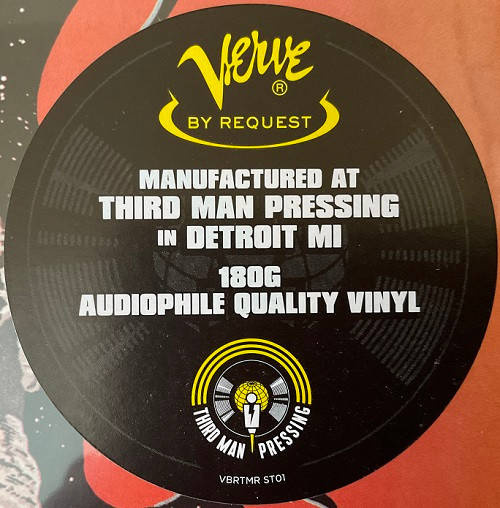 Verve
®
BY REQUEST
MANUFACTURED AT
THIRD MAN PRESSING
IN DETROIT MI
180G
AUDIOPHILE QUALITY VINYL
THIRD MAN PRESSING
VBRTMR ST01